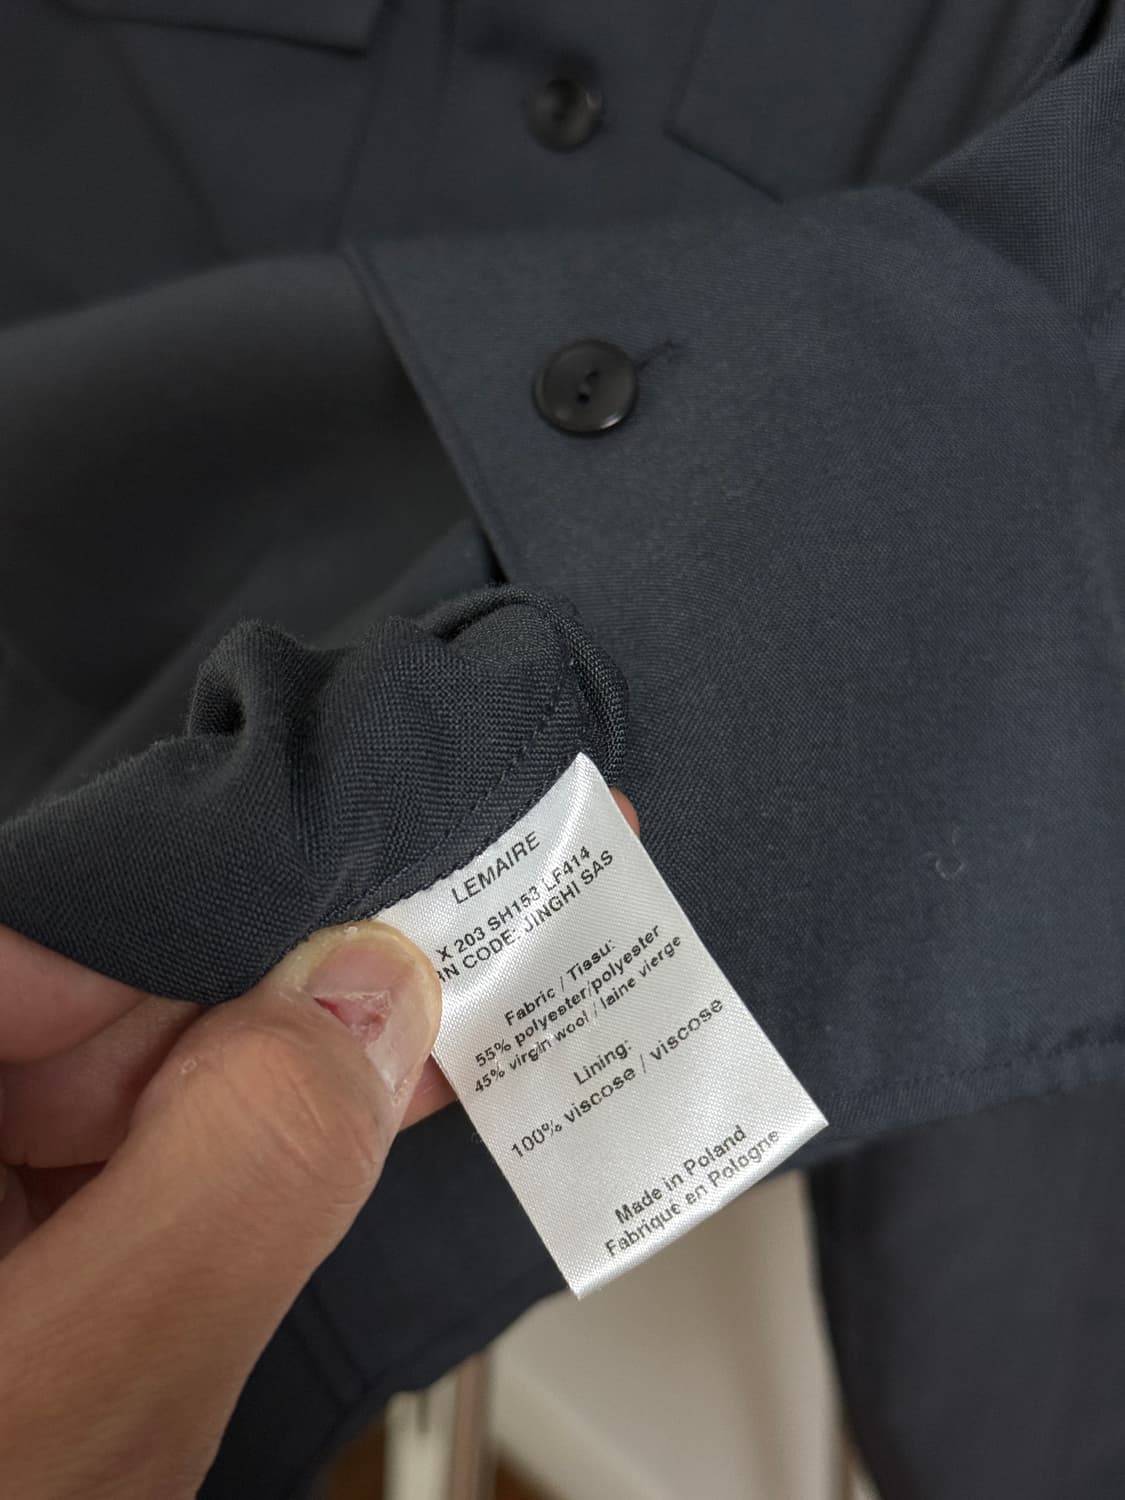 LEMAIRE
X 203 SH153 LF414
RN CODE: JINGHI SAS
Fabric / Tissu:
55% polyester/polyester
45% virgin wool / laine vierge
Lining:
100% viscose / viscose
Made in Poland
Fabriqué en Pologne